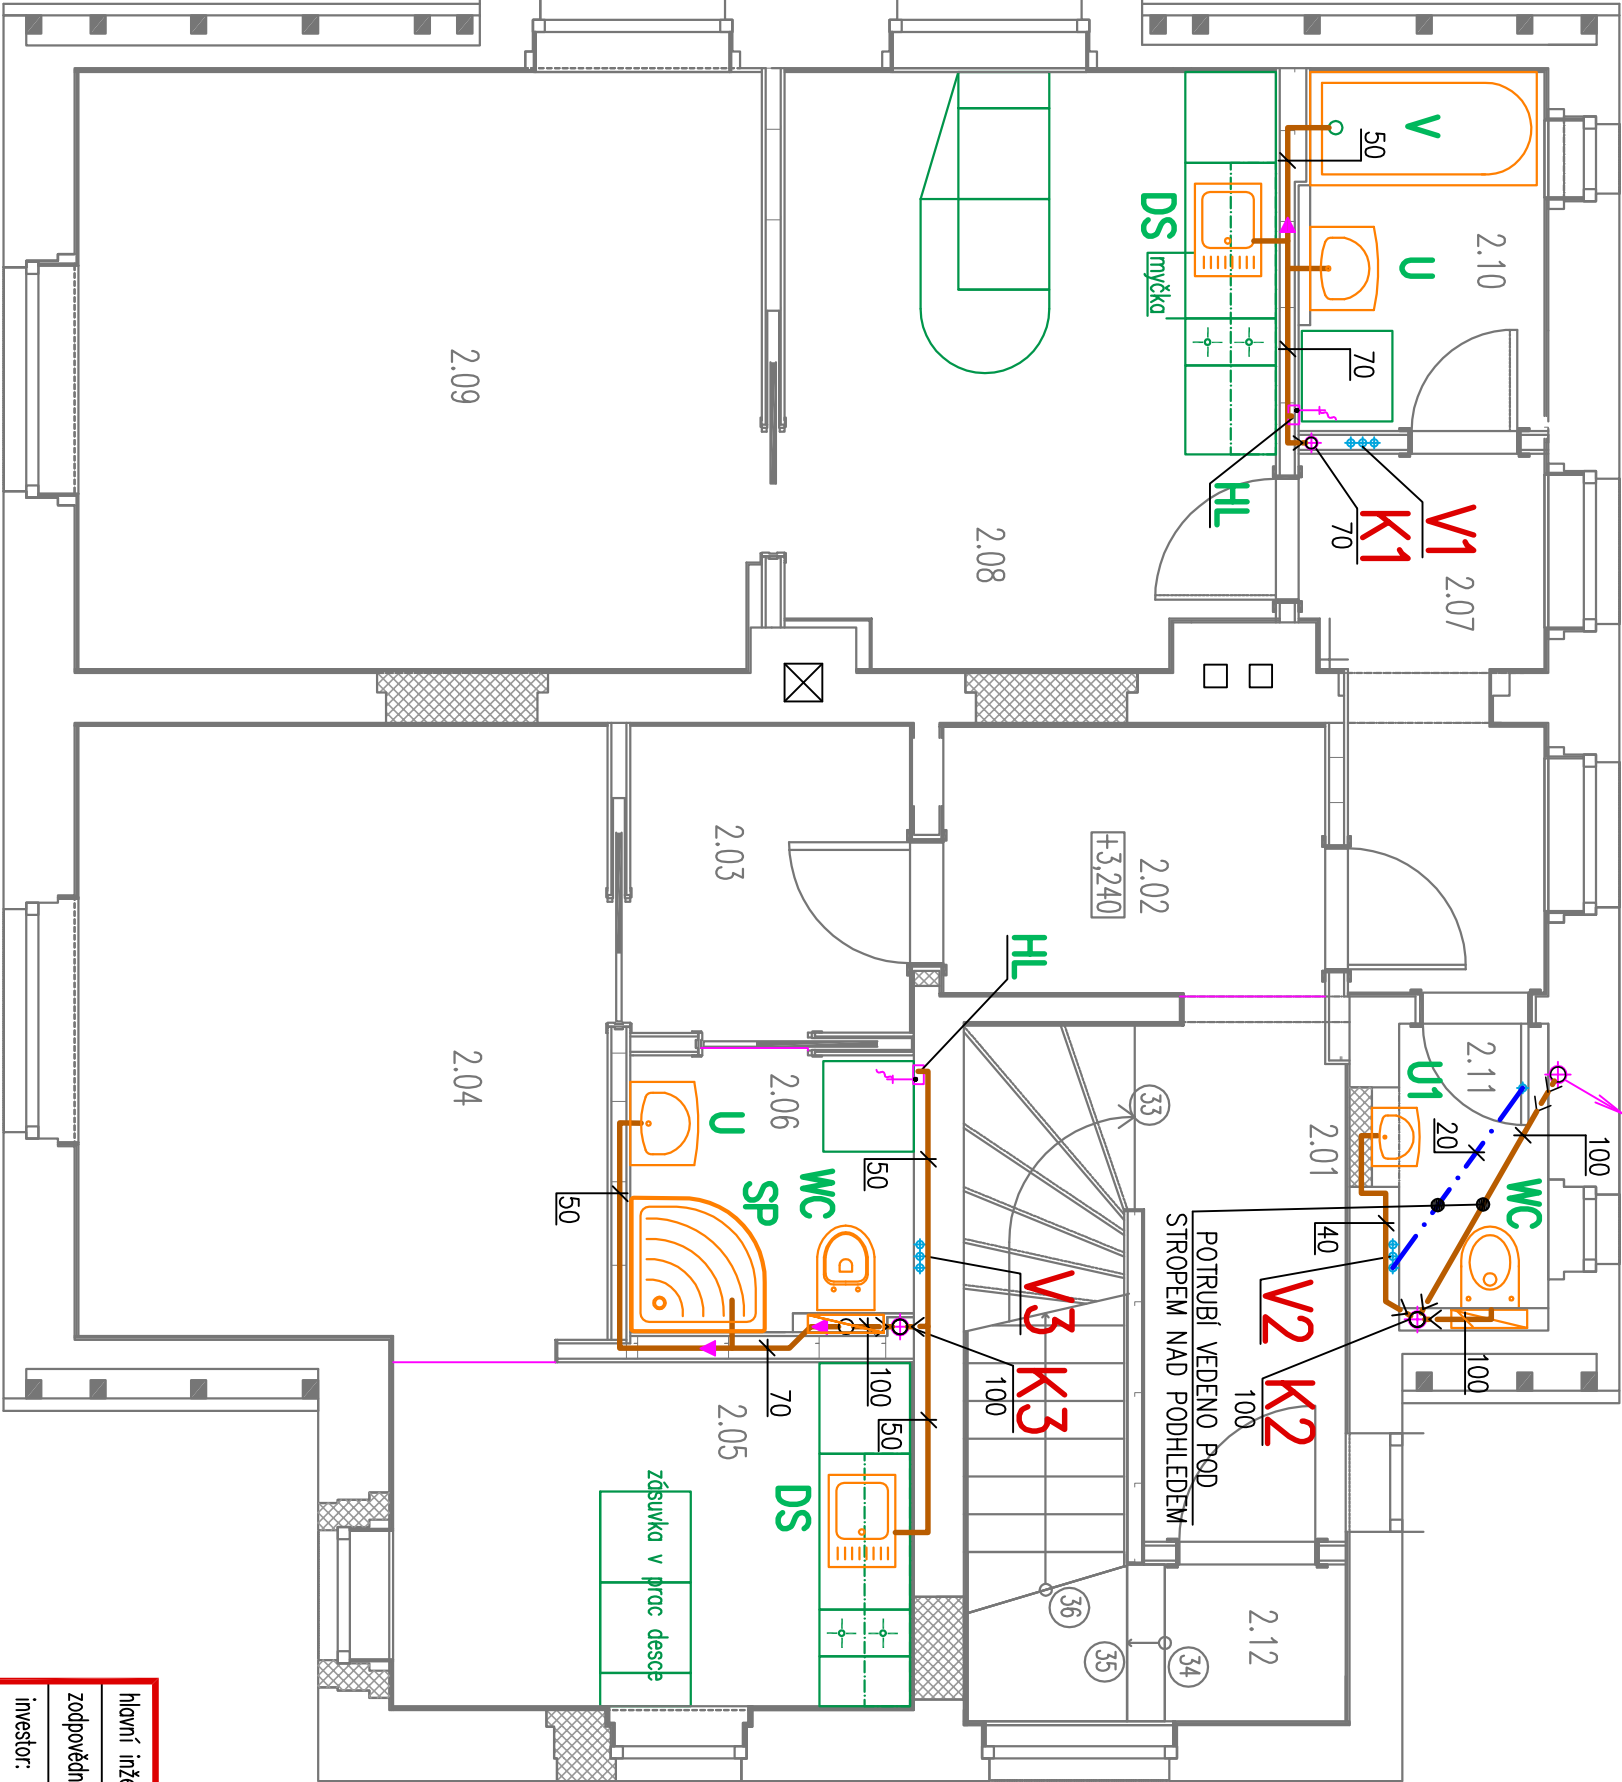 V
50
U
2.10
DS
myčka
70
HL
V1
K1
70
2.09
2.08
2.07
2.03
2.02
+3,240
HL
2.04
2.06
U
WC
SP
50
50
33
2.01
U1
2.11
20
100
WC
40
POTRUBÍ VEDENO POD
STROPEM NAD PODHLEDEM
V2
K2
100
100
V3
K3
100
100
70
50
2.05
DS
zásuvka v prac desce
36
35
34
2.12
hlavní inže
zodpovědn
investor: